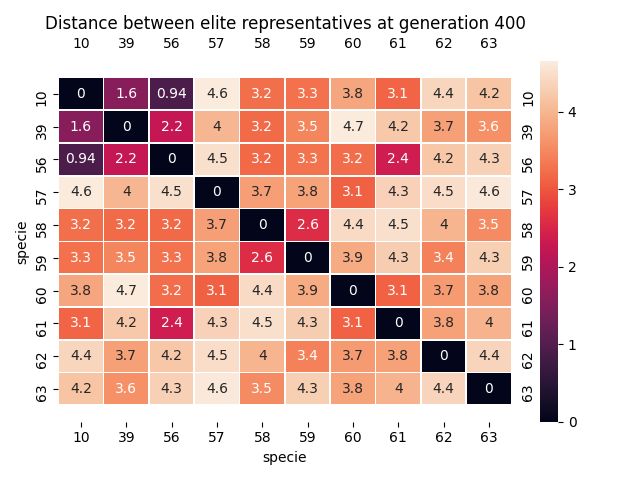 Distance between elite representatives at generation 400
10 39 56 57 58 59 60 61 62 63
10 0 1.6 0.94 4.6 3.2 3.3 3.8 3.1 4.4 4.2 10
39 1.6 0 2.2 4 3.2 3.5 4.7 4.2 3.7 3.6 39
56 0.94 2.2 0 4.5 3.2 3.3 3.2 2.4 4.2 4.3 56
57 4.6 4 4.5 0 3.7 3.8 3.1 4.3 4.5 4.6 57
58 3.2 3.2 3.2 3.7 0 2.6 4.4 4.5 4 3.5 58
59 3.3 3.5 3.3 3.8 2.6 0 3.9 4.3 3.4 4.3 59
60 3.8 4.7 3.2 3.1 4.4 3.9 0 3.1 3.7 3.8 60
61 3.1 4.2 2.4 4.3 4.5 4.3 3.1 0 3.8 4 61
62 4.4 3.7 4.2 4.5 4 3.4 3.7 3.8 0 4.4 62
63 4.2 3.6 4.3 4.6 3.5 4.3 3.8 4 4.4 0 63
10 39 56 57 58 59 60 61 62 63
specie
specie
4
3
2
1
0